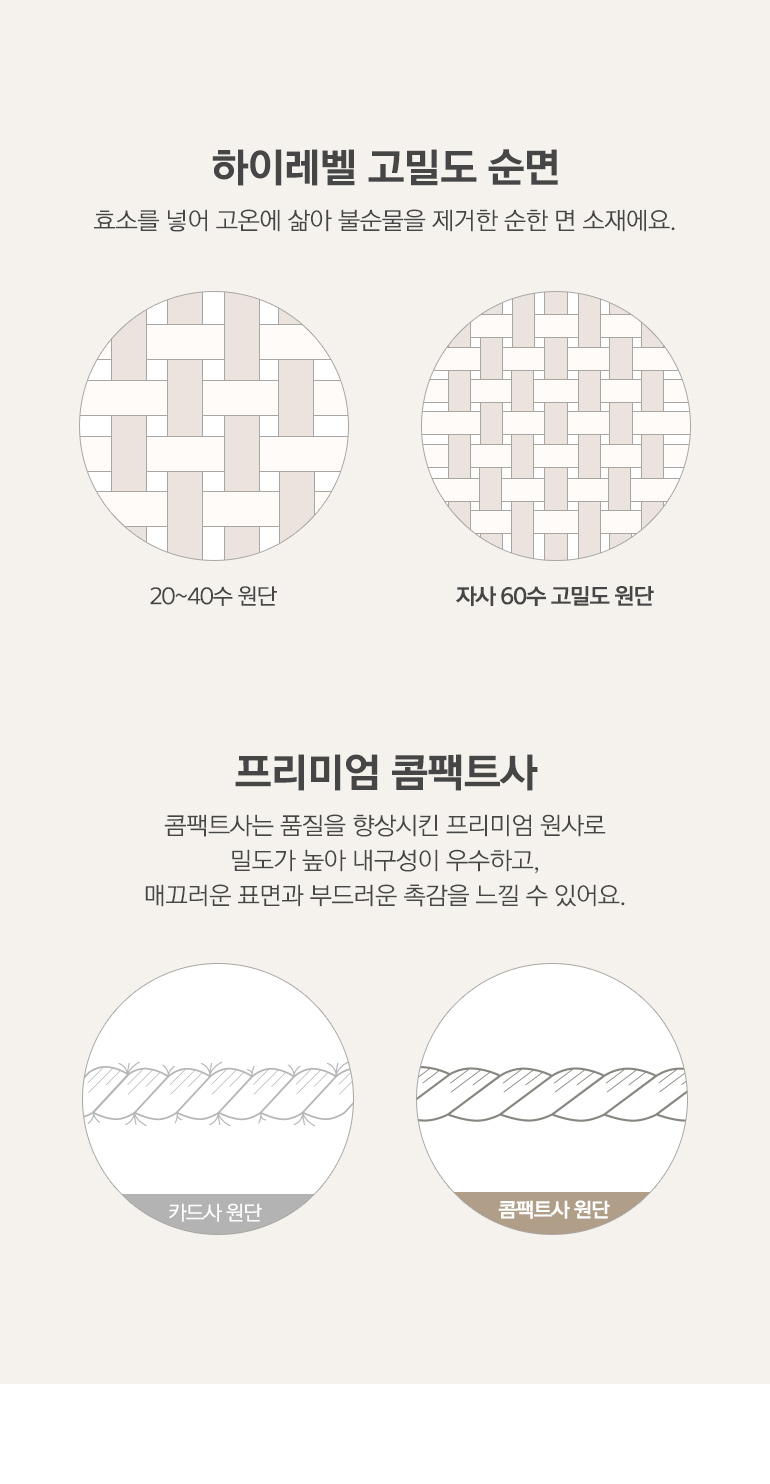 하이레벨 고밀도 순면
효소를 넣어 고온에 삶아 불순물을 제거한 순한 면 소재에요.
20~40수 원단
자사 60수 고밀도 원단
프리미엄 콤팩트사
콤팩트사는 품질을 향상시킨 프리미엄 원사로
밀도가 높아 내구성이 우수하고,
매끄러운 표면과 부드러운 촉감을 느낄 수 있어요.
카드사 원단
콤팩트사 원단